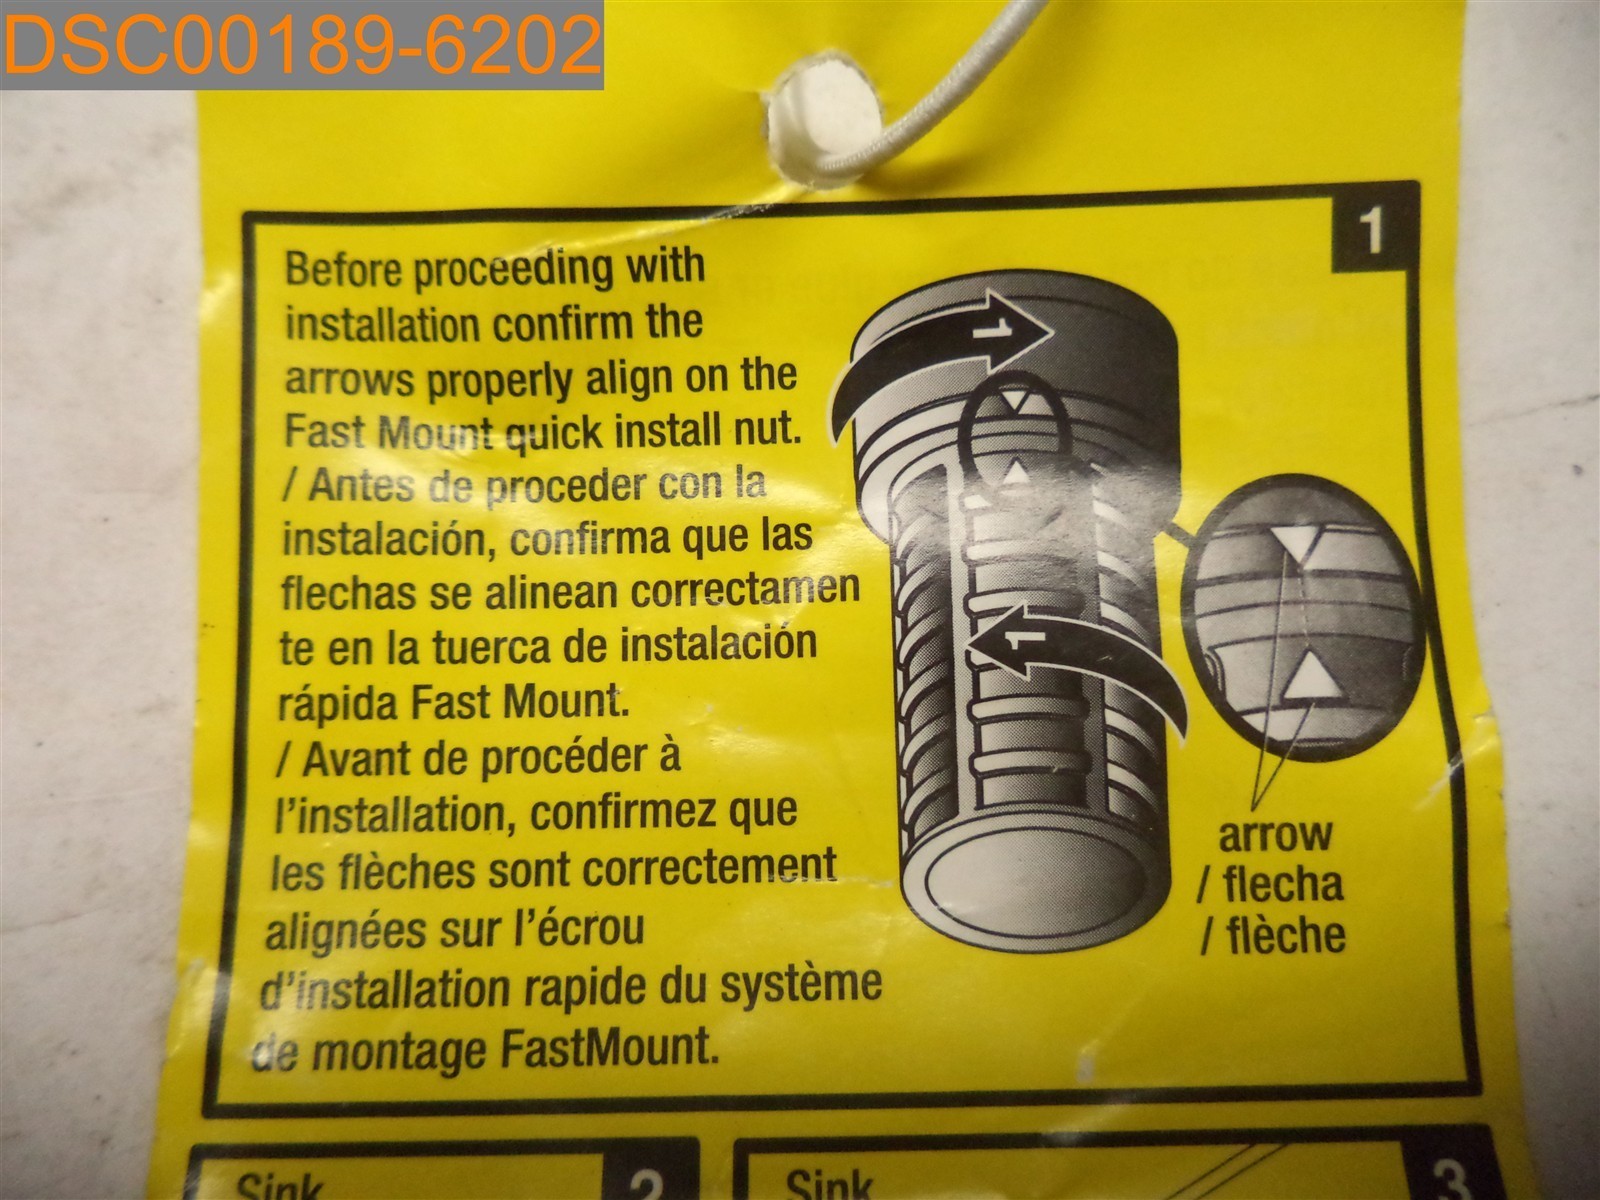 DSC00189-6202
1
Before proceeding with
installation confirm the
arrows properly align on the
Fast Mount quick install nut.
/ Antes de proceder con la
instalación, confirma que las
flechas se alinean correctamen
te en la tuerca de instalación
rápida Fast Mount.
/ Avant de procéder à
l'installation, confirmez que
les flèches sont correctement
alignées sur l'écrou
d'installation rapide du système
de montage FastMount.
1
1
arrow
/ flecha
/ flèche
Sink
2
Sink
3